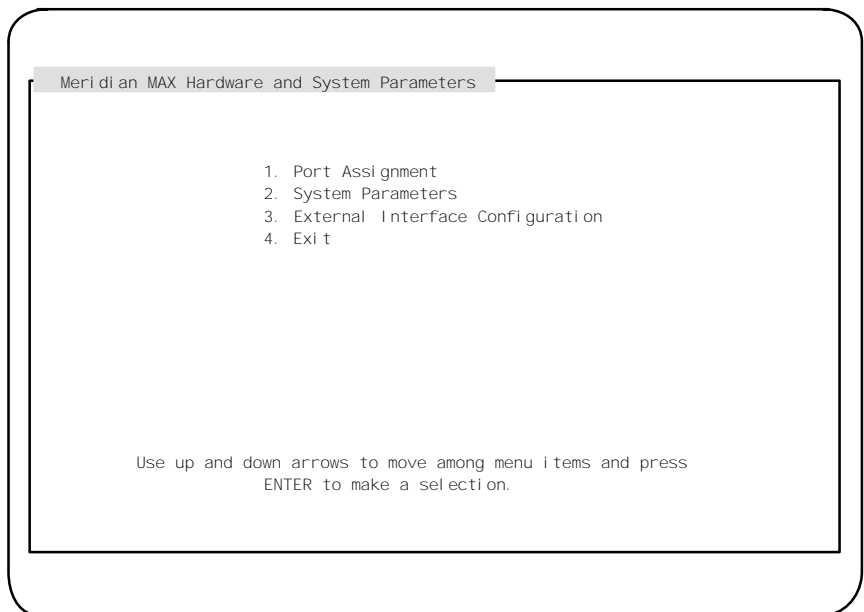 Meridian MAX Hardware and System Parameters
1. Port Assignment
2. System Parameters
3. External Interface Configuration
4. Exit
Use up and down arrows to move among menu items and press
ENTER to make a selection.